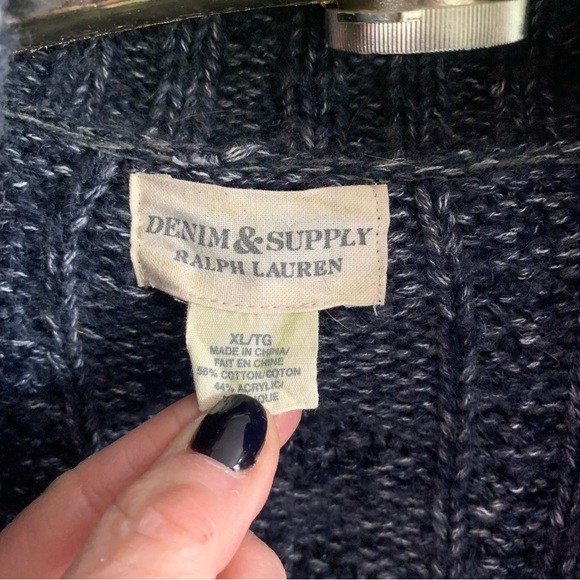 DENIM & SUPPLY
RALPH LAUREN
XL/TG
MADE IN CHINA/
FAIT EN CHINE
56% COTTON/COTON
44% ACRYLIC/